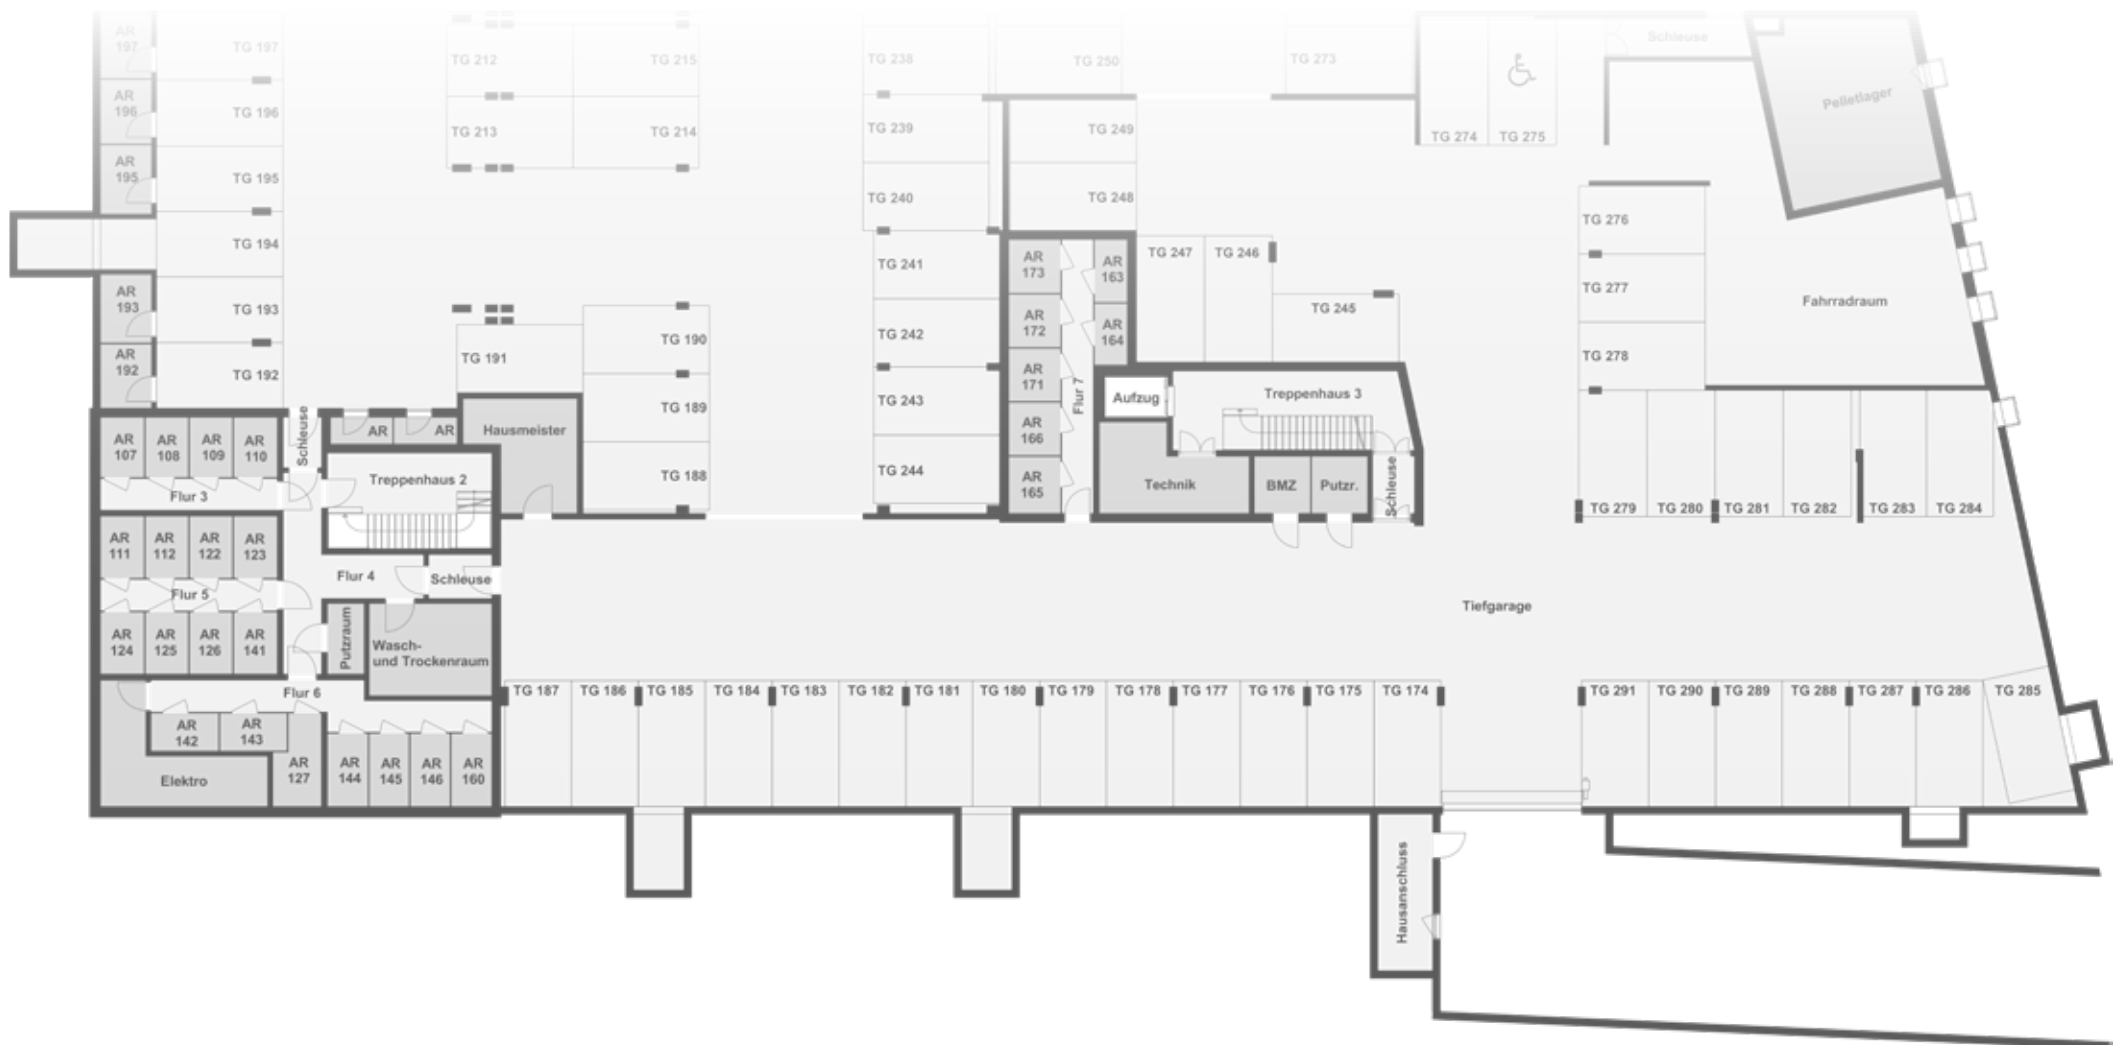 AR
197
TG 197
TG 212
TG 215
TG 238
TG 250
TG 273
Schleuse
AR
196
TG 196
TG 213
TG 214
TG 239
TG 249
TG 274
TG 275
Pelletlager
AR
195
TG 195
TG 240
TG 248
TG 276
TG 194
TG 241
AR
173
AR
163
TG 247
TG 246
TG 277
AR
193
TG 193
TG 242
AR
172
AR
164
TG 245
Fahrradraum
TG 191
TG 190
AR
192
TG 192
TG 278
AR
171
Flur 7
Aufzug
Treppenhaus 3
TG 189
TG 243
AR
107
AR
108
AR
109
AR
110
Schleuse
AR
AR
Hausmeister
AR
166
Treppenhaus 2
TG 188
TG 244
AR
165
Technik
BMZ
Putzr.
Schleuse
Flur 3
TG 279
TG 280
TG 281
TG 282
TG 283
TG 284
AR
111
AR
112
AR
122
AR
123
Flur 4
Schleuse
Flur 5
Tiefgarage
AR
124
AR
125
AR
126
AR
141
Putzraum
Wasch-
und Trockenraum
Flur 6
TG 187
TG 186
TG 185
TG 184
TG 183
TG 182
TG 181
TG 180
TG 179
TG 178
TG 177
TG 176
TG 175
TG 174
TG 291
TG 290
TG 289
TG 288
TG 287
TG 286
TG 285
AR
142
AR
143
AR
127
AR
144
AR
145
AR
146
AR
160
Elektro
Hausanschluss